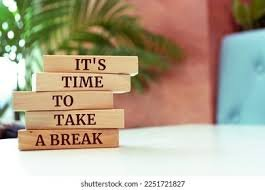 IT'S
TIME
TO
TAKE
A BREAK
shutterstock.com · 2251721827